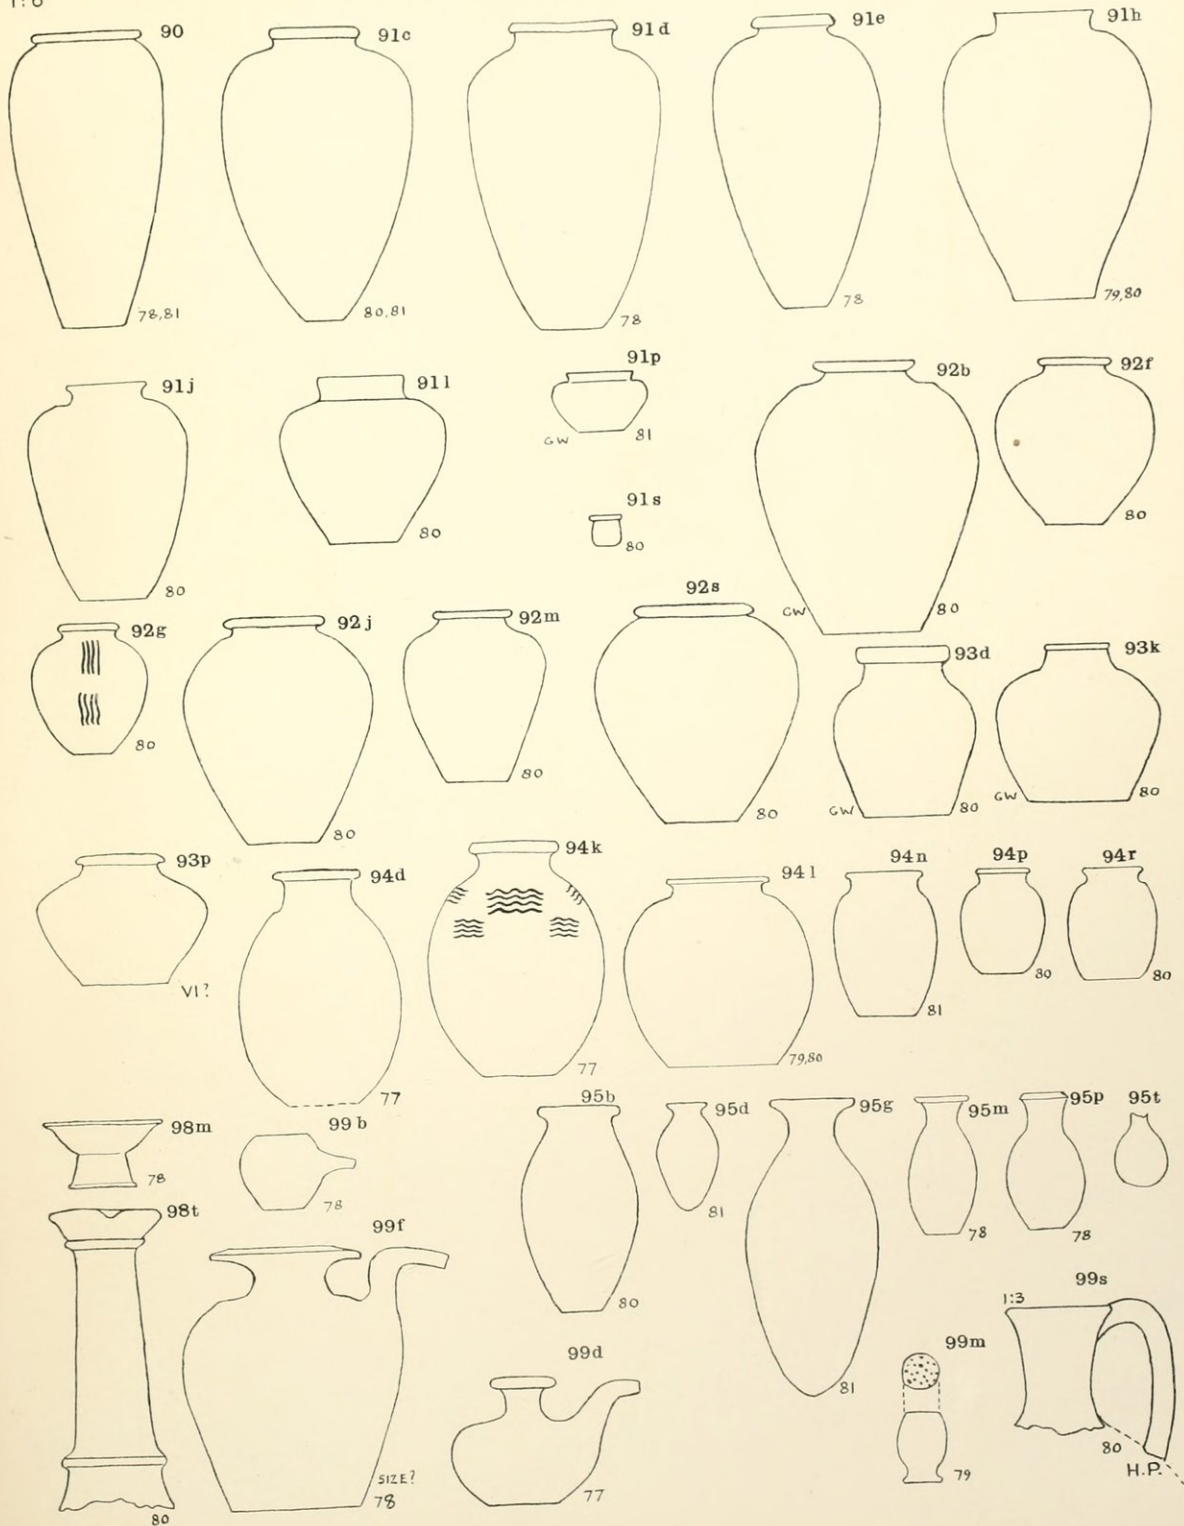 1:6
90
91c
91d
91e
91h
78,81
80,81
78
78
79,80
91j
91l
91p
92b
92f
GW
81
91s
80
80
80
80
GW
80
92g
92j
92m
92s
93d
93k
80
80
80
80
GW
80
GW
80
93p
94d
94k
94l
94n
94p
94r
VI?
77
77
79,80
81
80
80
98m
99b
95b
95d
95g
95m
95p
95t
78
78
81
78
78
98t
99f
80
99s
1:3
99d
99m
81
SIZE?
78
77
79
80
H.P.
80